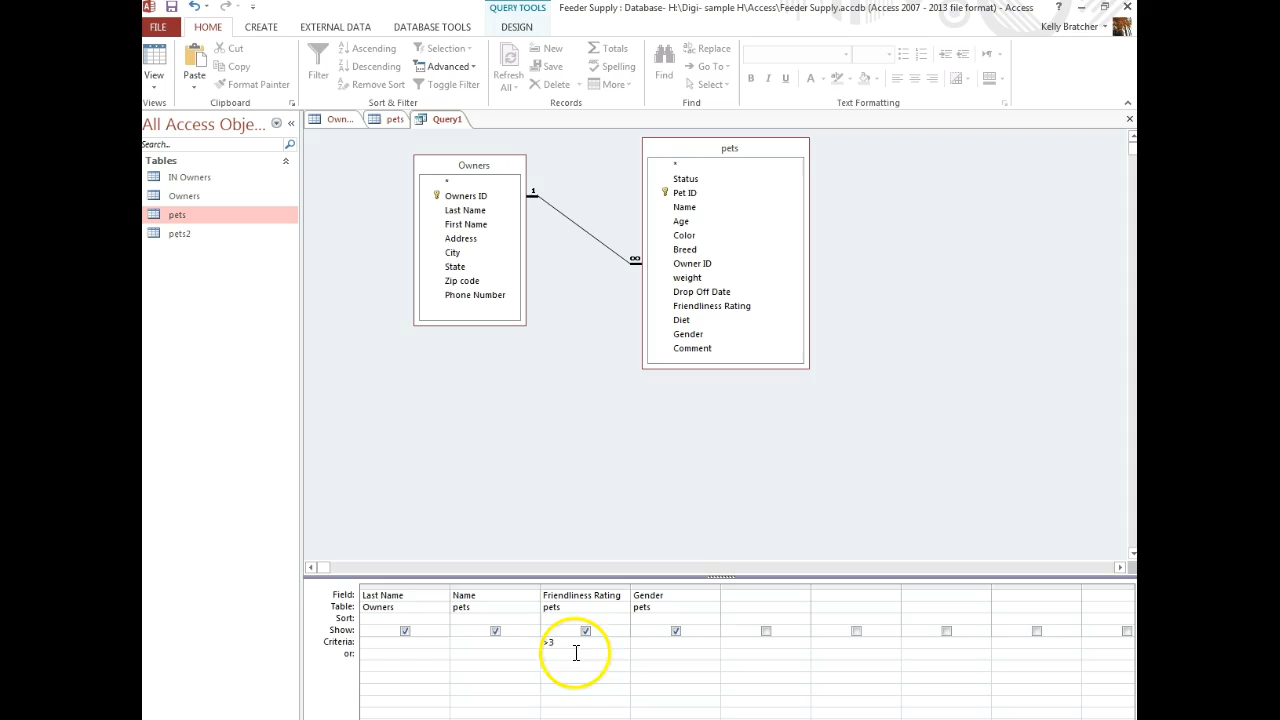 Feeder Supply : Database- H:\Digi- sample H\Access\Feeder Supply.accdb (Access 2007 - 2013 file format) - Access
QUERY TOOLS
FILE HOME CREATE EXTERNAL DATA DATABASE TOOLS DESIGN Kelly Bratcher
View
Views
Paste
Cut
Copy
Format Painter
Clipboard
Filter
Ascending
Descending
Remove Sort
Selection
Advanced
Toggle Filter
Sort & Filter
Refresh
All
New
Save
Delete
Totals
Spelling
More
Records
Find
Replace
Go To
Select
Find
B I U A
Text Formatting
All Access Obje...
Search...
Tables
IN Owners
Owners
pets
pets2
Own... pets Query1
Owners
*
Owners ID
Last Name
First Name
Address
City
State
Zip code
Phone Number
1
∞
pets
*
Status
Pet ID
Name
Age
Color
Breed
Owner ID
weight
Drop Off Date
Friendliness Rating
Diet
Gender
Comment
Field: Last Name Name Friendliness Rating Gender
Table: Owners pets pets pets
Sort:
Show:
Criteria: >3
or: